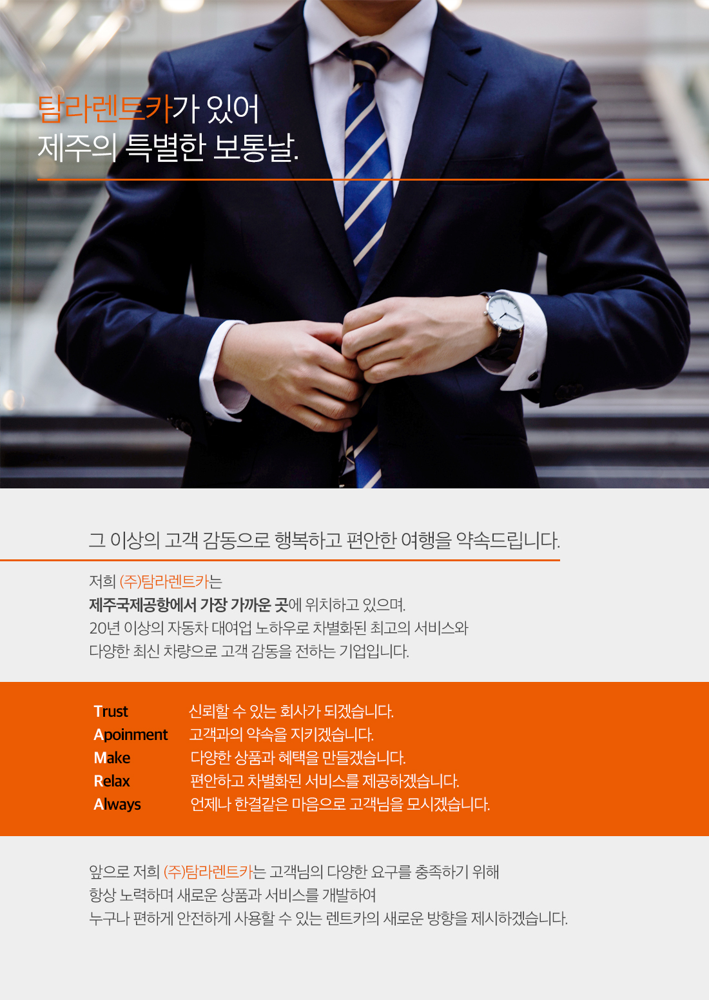 탐라렌트카가 있어
제주의 특별한 보통날.
그 이상의 고객 감동으로 행복하고 편안한 여행을 약속드립니다.
저희 (주)탐라렌트카는
제주국제공항에서 가장 가까운 곳에 위치하고 있으며.
20년 이상의 자동차 대여업 노하우로 차별화된 최고의 서비스와
다양한 최신 차량으로 고객 감동을 전하는 기업입니다.
Trust 신뢰할 수 있는 회사가 되겠습니다.
Apoinment 고객과의 약속을 지키겠습니다.
Make 다양한 상품과 혜택을 만들겠습니다.
Relax 편안하고 차별화된 서비스를 제공하겠습니다.
Always 언제나 한결같은 마음으로 고객님을 모시겠습니다.
앞으로 저희 (주)탐라렌트카는 고객님의 다양한 요구를 충족하기 위해
항상 노력하며 새로운 상품과 서비스를 개발하여
누구나 편하게 안전하게 사용할 수 있는 렌트카의 새로운 방향을 제시하겠습니다.